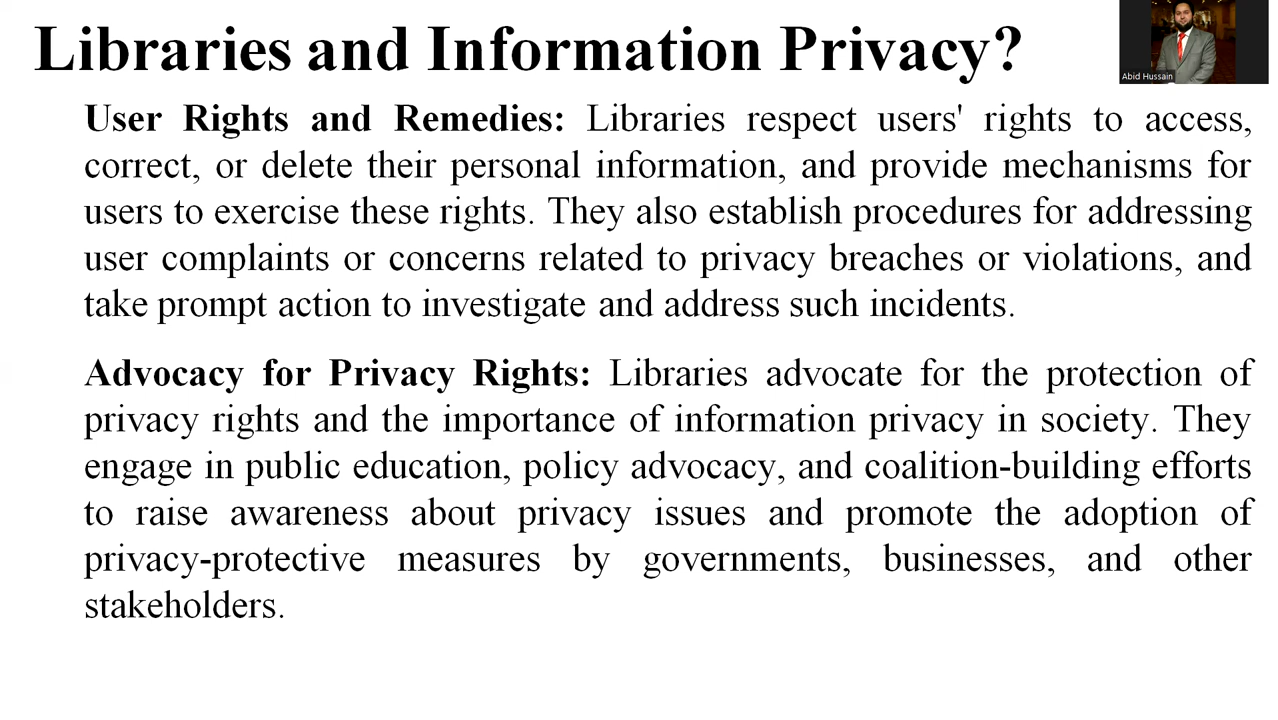 Libraries and Information Privacy?
Abid Hussain
User Rights and Remedies: Libraries respect users' rights to access,
correct, or delete their personal information, and provide mechanisms for
users to exercise these rights. They also establish procedures for addressing
user complaints or concerns related to privacy breaches or violations, and
take prompt action to investigate and address such incidents.
Advocacy for Privacy Rights: Libraries advocate for the protection of
privacy rights and the importance of information privacy in society. They
engage in public education, policy advocacy, and coalition-building efforts
to raise awareness about privacy issues and promote the adoption of
privacy-protective measures by governments, businesses, and other
stakeholders.